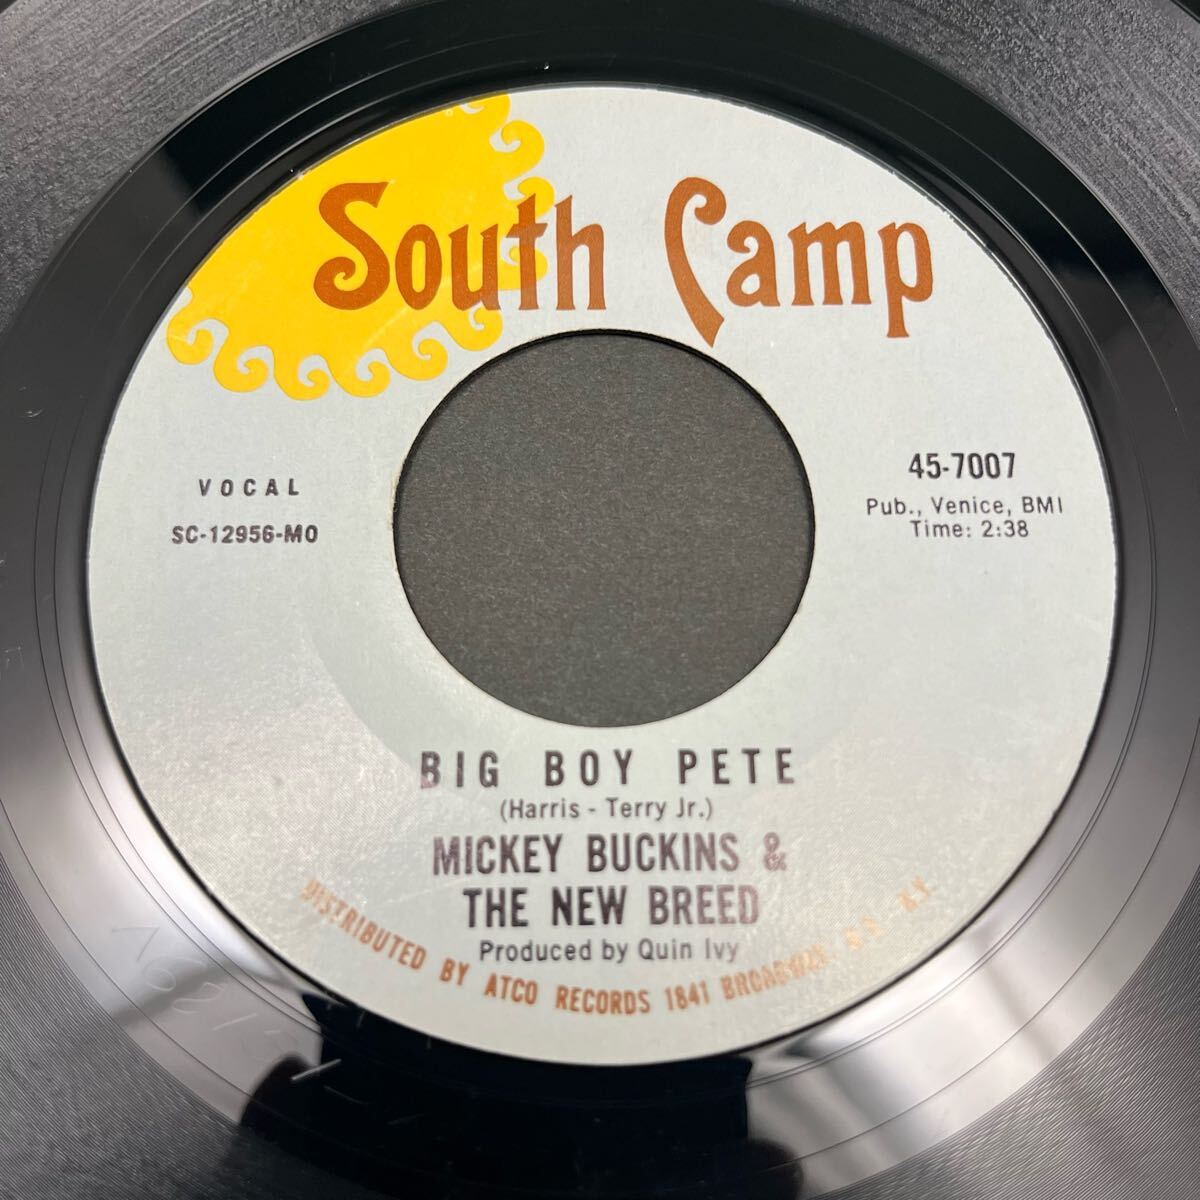 South Camp
VOCAL
SC-12956-MO
45-7007
Pub., Venice, BMI
Time: 2:38
BIG BOY PETE
(Harris - Terry Jr.)
MICKEY BUCKINS &
THE NEW BREED
Produced by Quin Ivy
DISTRIBUTED BY ATCO RECORDS 1841 BROADWAY, N.Y., N.Y.